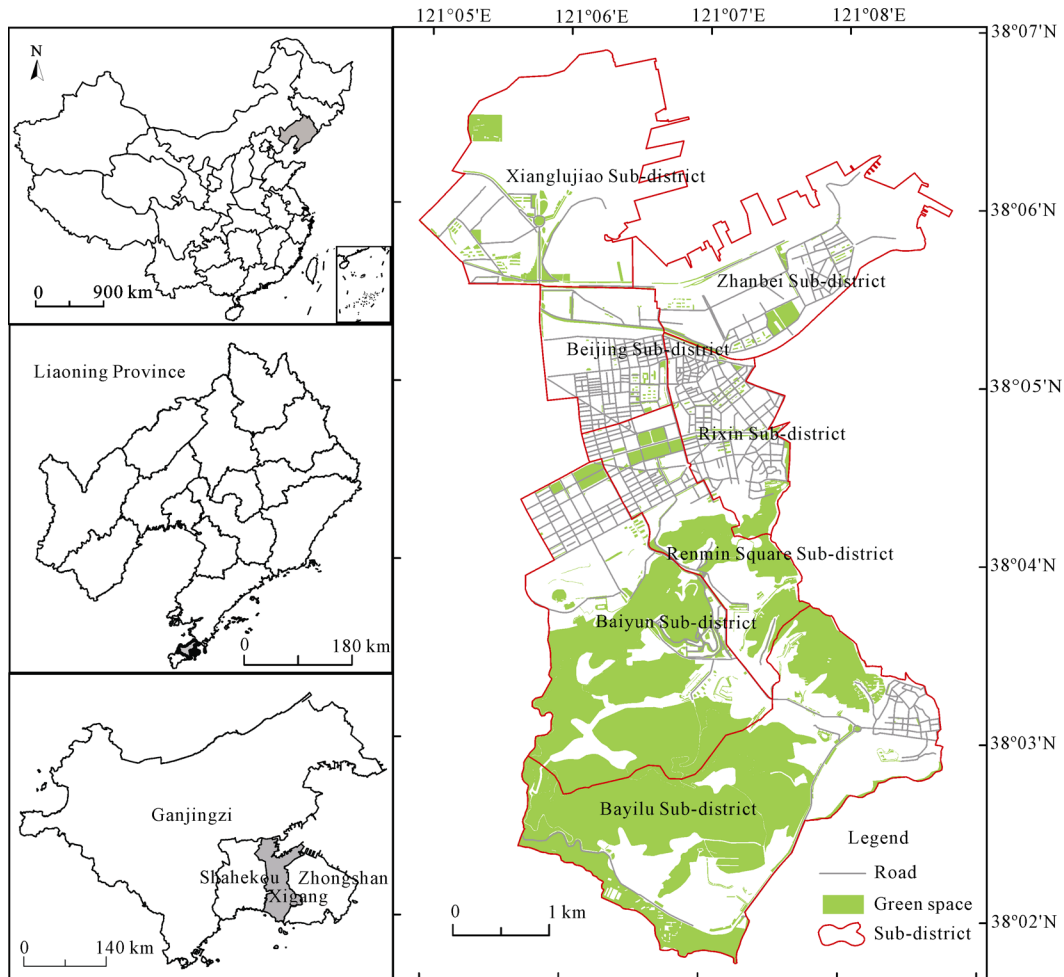 N
0 900 km
Liaoning Province
0 180 km
Ganjingzi
Shahekou
Zhongshan
Xigang
0 140 km
121°05'E 121°06'E 121°07'E 121°08'E
38°07'N
38°06'N
38°05'N
38°04'N
38°03'N
38°02'N
Xianglujiao Sub-district
Zhanbei Sub-district
Beijing Sub-district
Rixin Sub-district
Renmin Square Sub-district
Baiyun Sub-district
Bayilu Sub-district
0 1 km
Legend
Road
Green space
Sub-district